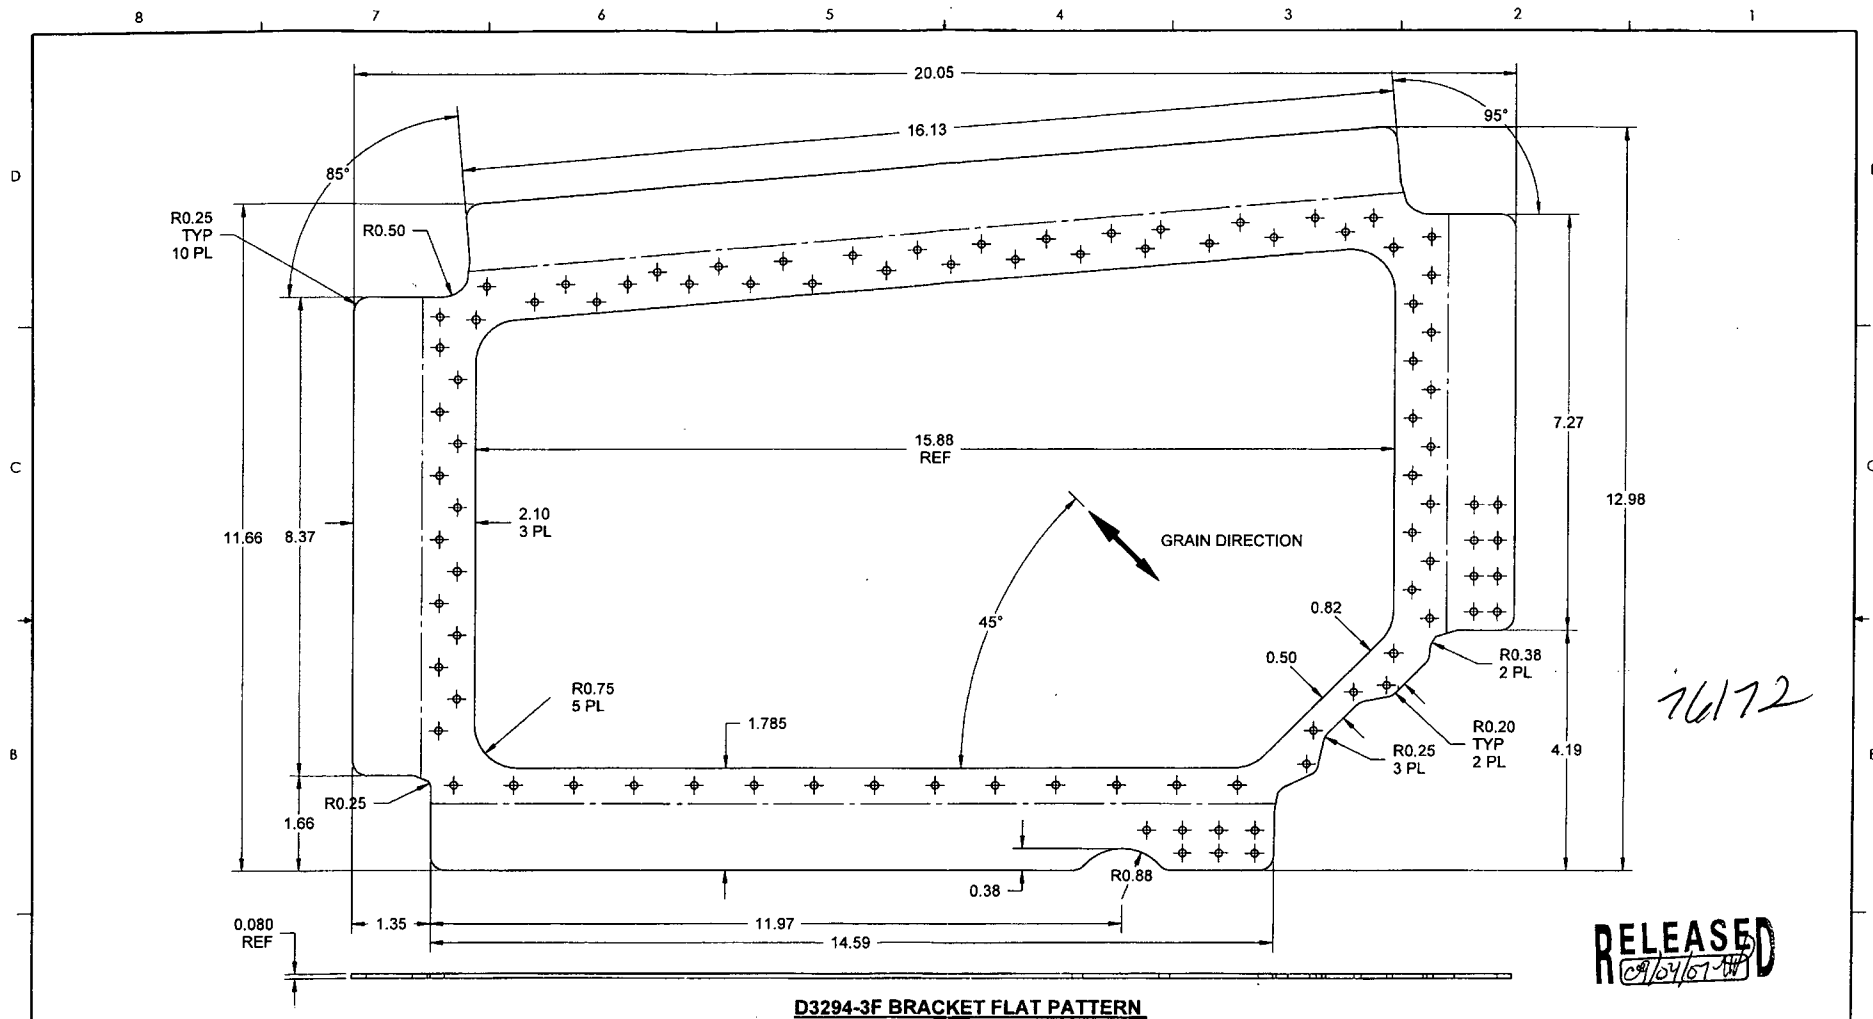 8 7 6 5 4 3 2 1
20.05
16.13
95°
85°
D
R0.25
TYP
10 PL
R0.50
15.88
REF
7.27
C
C
12.98
2.10
3 PL
11.66
8.37
GRAIN DIRECTION
45°
0.82
0.50
R0.38
2 PL
R0.75
5 PL
1.785
16172
R0.20
TYP
2 PL
R0.25
3 PL
4.19
B
R0.25
1.66
0.38
R0.88
0.080
REF
1.35
11.97
14.59
RELEASED
D3294-3F BRACKET FLAT PATTERN